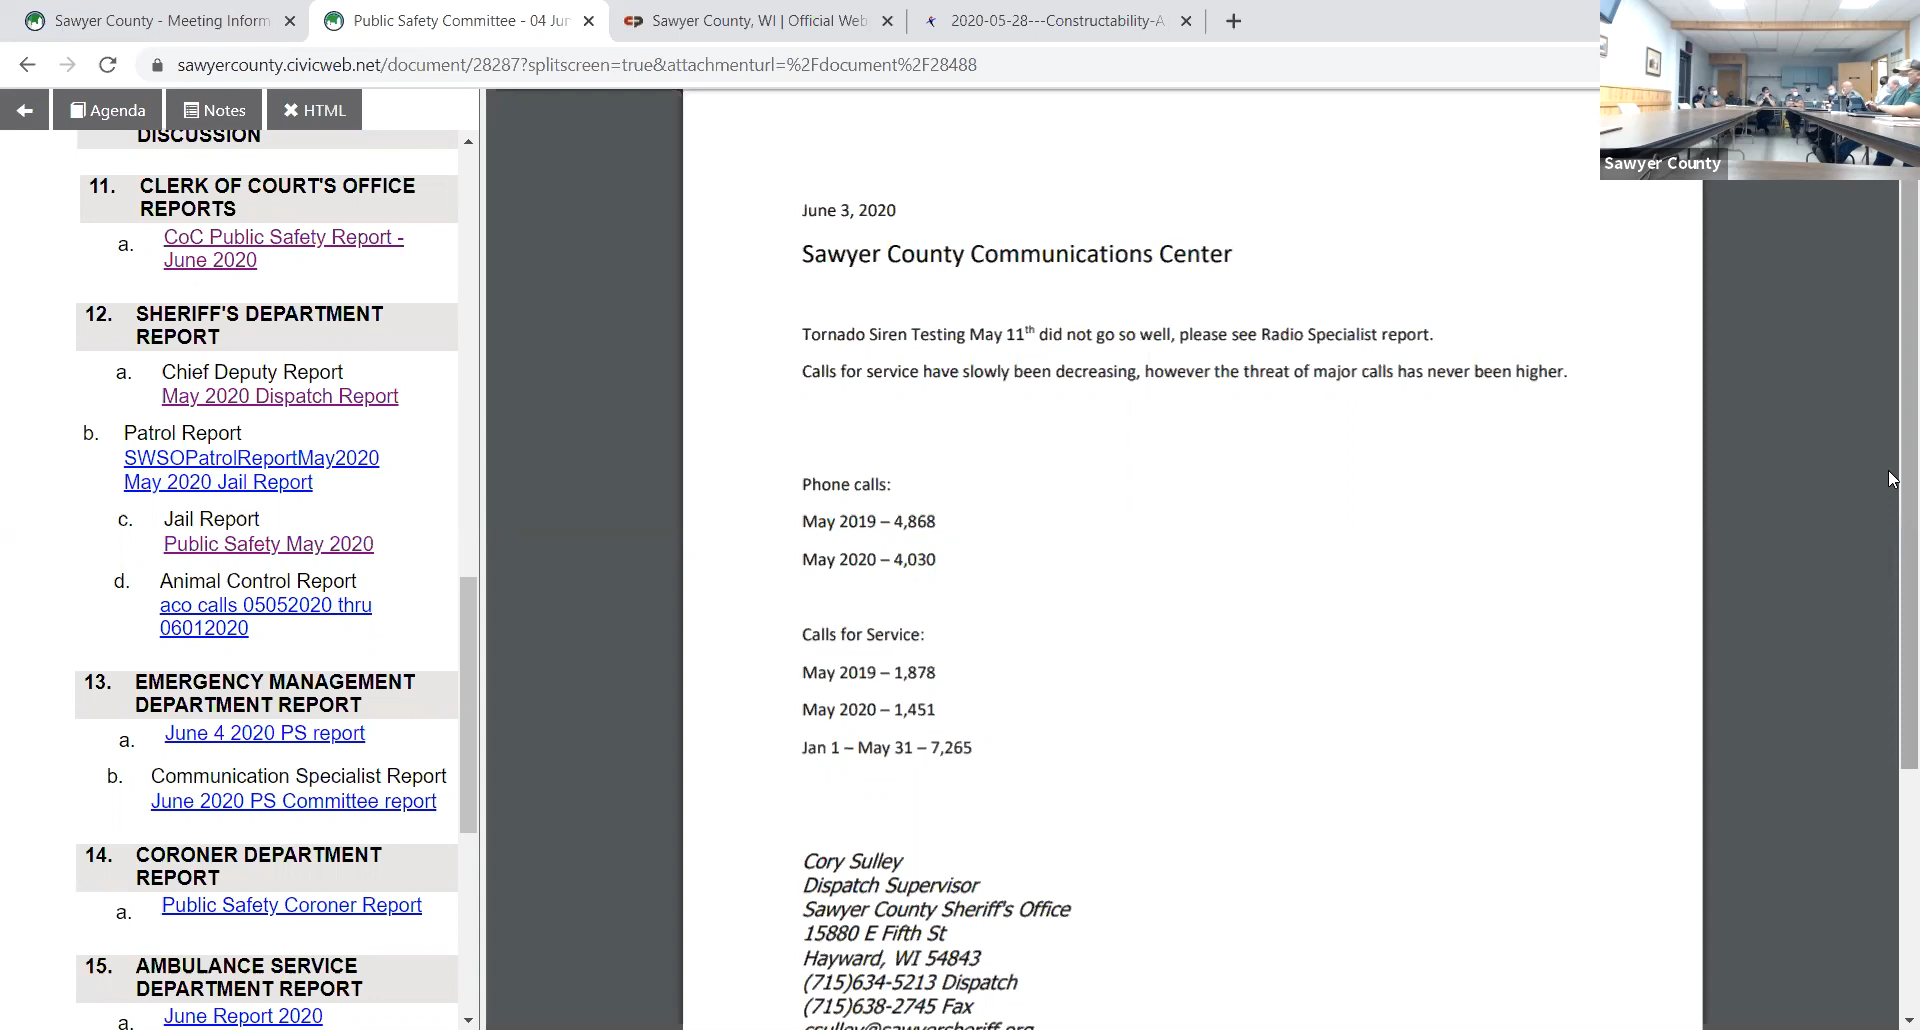 Sawyer County - Meeting Inform
Public Safety Committee - 04 Jun
Sawyer County, WI | Official Web
2020-05-28---Constructability-A
sawyercounty.civicweb.net/document/28287?splitscreen=true&attachmenturl=%2Fdocument%2F28488
Agenda
Notes
HTML
DISCUSSION
11. CLERK OF COURT'S OFFICE
REPORTS
a. CoC Public Safety Report -
June 2020
12. SHERIFF'S DEPARTMENT
REPORT
a. Chief Deputy Report
May 2020 Dispatch Report
b. Patrol Report
SWSOPatrolReportMay2020
May 2020 Jail Report
c. Jail Report
Public Safety May 2020
d. Animal Control Report
aco calls 05052020 thru
06012020
13. EMERGENCY MANAGEMENT
DEPARTMENT REPORT
a. June 4 2020 PS report
b. Communication Specialist Report
June 2020 PS Committee report
14. CORONER DEPARTMENT
REPORT
a. Public Safety Coroner Report
15. AMBULANCE SERVICE
DEPARTMENT REPORT
a. June Report 2020
June 3, 2020
Sawyer County Communications Center
Tornado Siren Testing May 11th did not go so well, please see Radio Specialist report.
Calls for service have slowly been decreasing, however the threat of major calls has never been higher.
Phone calls:
May 2019 – 4,868
May 2020 – 4,030
Calls for Service:
May 2019 – 1,878
May 2020 – 1,451
Jan 1 – May 31 – 7,265
Cory Sulley
Dispatch Supervisor
Sawyer County Sheriff's Office
15880 E Fifth St
Hayward, WI 54843
(715)634-5213 Dispatch
(715)638-2745 Fax
csulley@sawyersheriff.org
Sawyer County